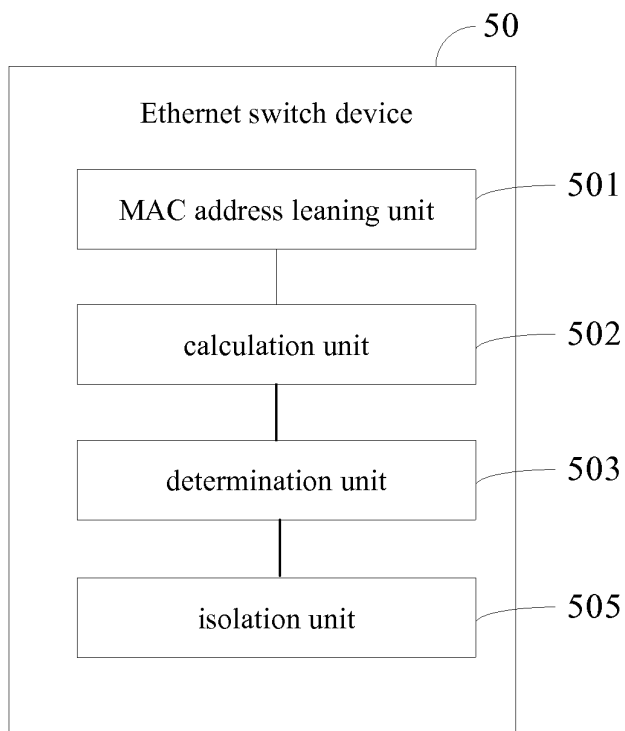 50
Ethernet switch device
MAC address leaning unit
501
calculation unit
502
determination unit
503
isolation unit
505